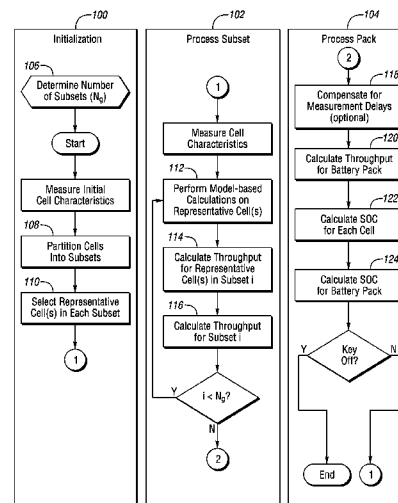 100
Initialization
106
Determine Number
of Subsets (Ng)
Start
Measure Initial
Cell Characteristics
108
Partition Cells
Into Subsets
110
Select Representative
Cell(s) in Each Subset
1
102
Process Subset
1
Measure Cell
Characteristics
112
Perform Model-based
Calculations on
Representative Cell(s)
114
Calculate Throughput
for Representative
Cell(s) in Subset i
116
Calculate Throughput
for Subset i
Y
i < Ng?
N
2
104
Process Pack
2
118
Compensate for
Measurement Delays
(optional)
120
Calculate Throughput
for Battery Pack
122
Calculate SOC
for Each Cell
124
Calculate SOC
for Battery Pack
Y
Key
Off?
N
End
1